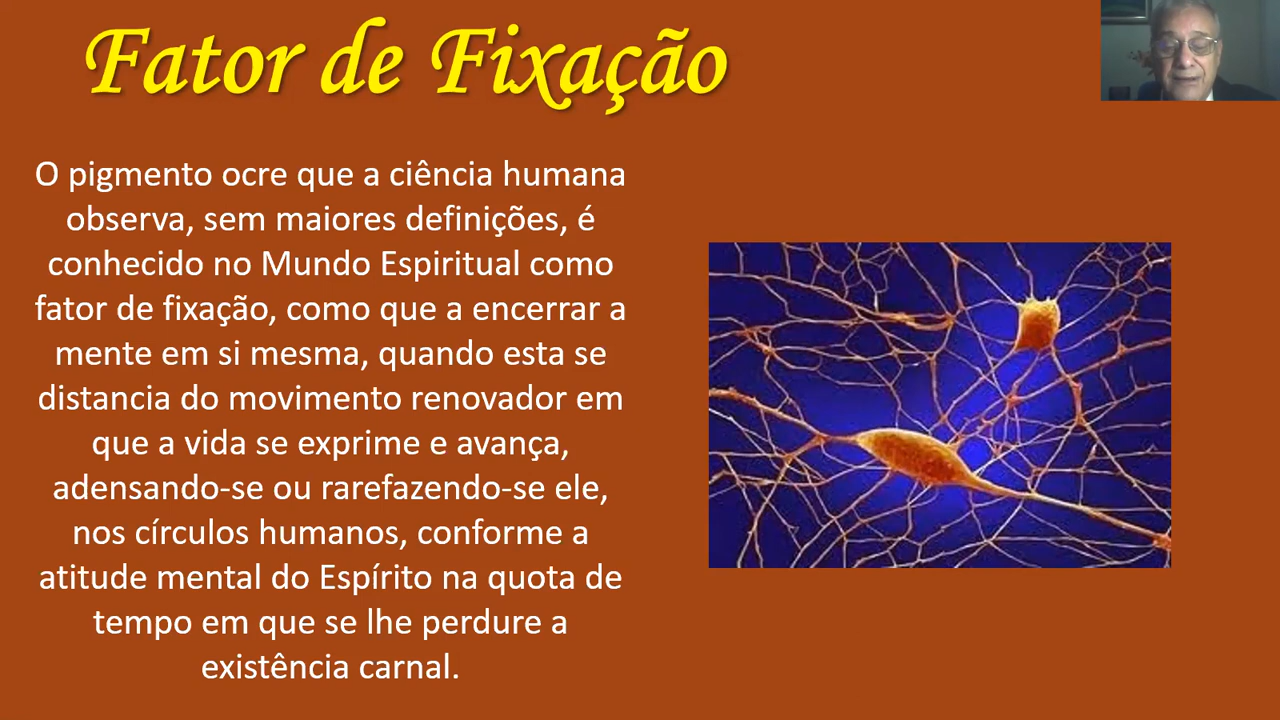 Fator de Fixação
O pigmento ocre que a ciência humana
observa, sem maiores definições, é
conhecido no Mundo Espiritual como
fator de fixação, como que a encerrar a
mente em si mesma, quando esta se
distancia do movimento renovador em
que a vida se exprime e avança,
adensando-se ou rarefazendo-se ele,
nos círculos humanos, conforme a
atitude mental do Espírito na quota de
tempo em que se lhe perdure a
existência carnal.